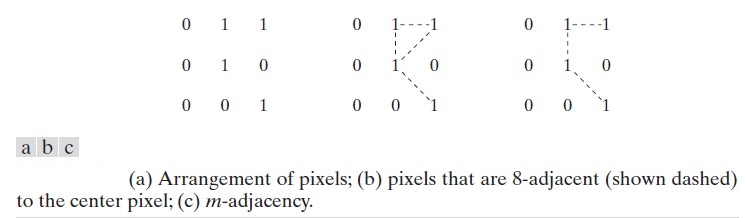 0 1 1 0 1 1 0 1 1
0 1 0 0 1 0 0 1 0
0 0 1 0 0 1 0 0 1
a b c
(a) Arrangement of pixels; (b) pixels that are 8-adjacent (shown dashed)
to the center pixel; (c) m-adjacency.